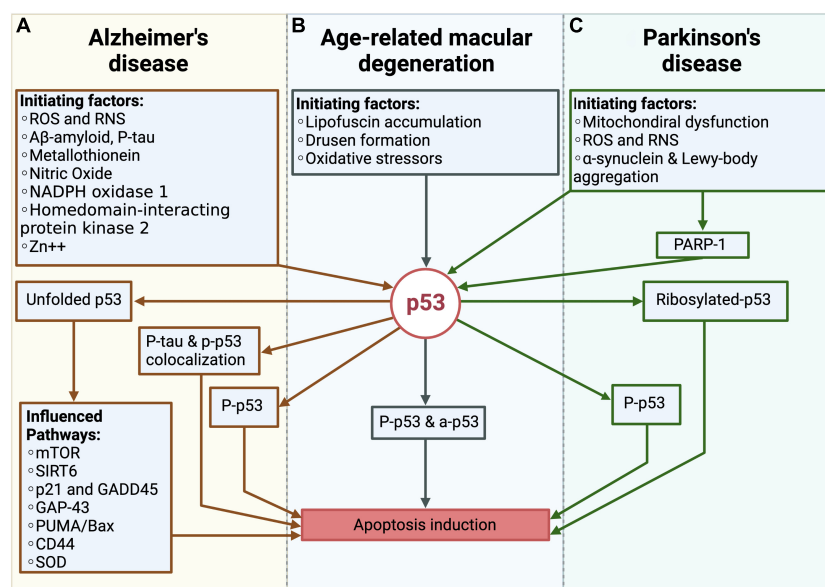 A
Alzheimer's
disease
Initiating factors:
◦ROS and RNS
◦Aβ-amyloid, P-tau
◦Metallothionein
◦Nitric Oxide
◦NADPH oxidase 1
◦Homedomain-interacting
protein kinase 2
◦Zn++
B
Age-related macular
degeneration
Initiating factors:
◦Lipofuscin accumulation
◦Drusen formation
◦Oxidative stressors
C
Parkinson's
disease
Initiating factors:
◦Mitochondiral dysfunction
◦ROS and RNS
◦α-synuclein & Lewy-body
aggregation
PARP-1
p53
Unfolded p53
Ribosylated-p53
P-tau & p-p53
colocalization
P-p53
P-p53 & a-p53
P-p53
Influenced
Pathways:
◦mTOR
◦SIRT6
◦p21 and GADD45
◦GAP-43
◦PUMA/Bax
◦CD44
◦SOD
Apoptosis induction